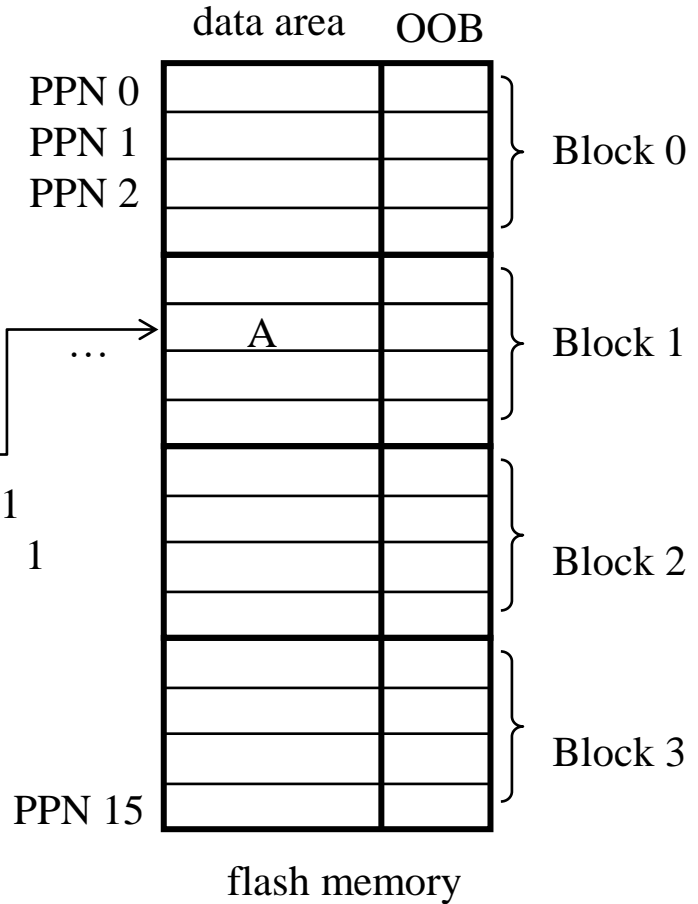 data area OOB
PPN 0
PPN 1
PPN 2
Block 0
A
…
Block 1
1
1
Block 2
Block 3
PPN 15
flash memory